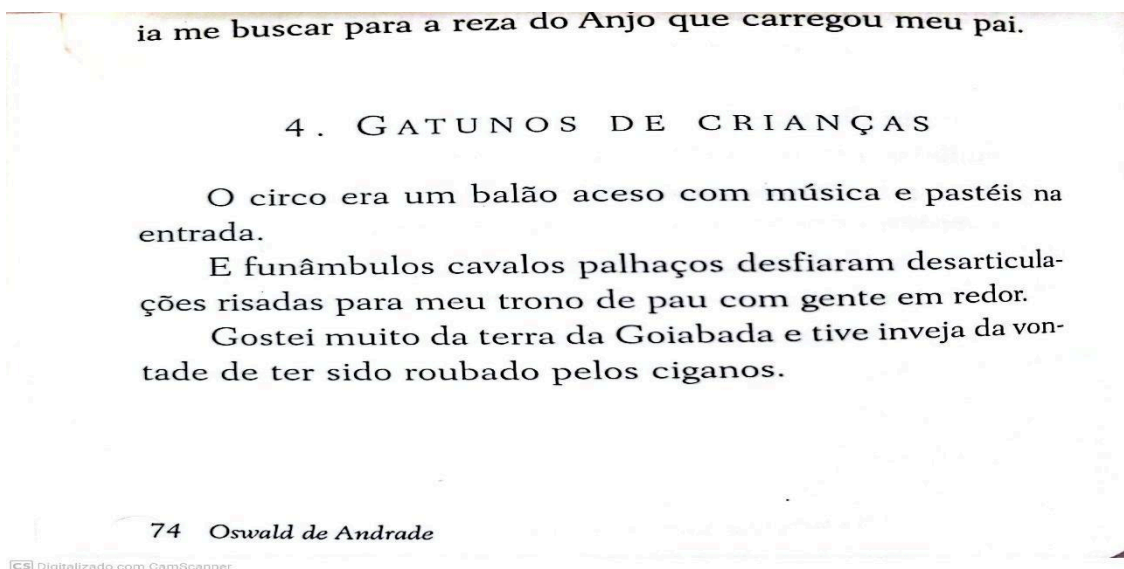 ia me buscar para a reza do Anjo que carregou meu pai.
4. GATUNOS DE CRIANÇAS
O circo era um balão aceso com música e pastéis na
entrada.
E funâmbulos cavalos palhaços desfiaram desarticula-
ções risadas para meu trono de pau com gente em redor.
Gostei muito da terra da Goiabada e tive inveja da von-
tade de ter sido roubado pelos ciganos.
74 Oswald de Andrade
CS Digitalizado com CamScanner